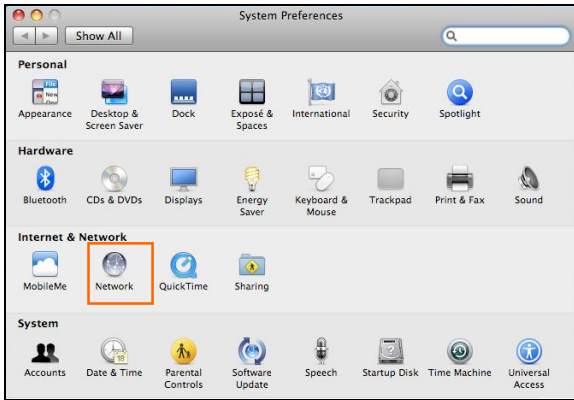 System Preferences
Show All
Personal
Appearance
Desktop & Screen Saver
Dock
Exposé & Spaces
International
Security
Spotlight
Hardware
Bluetooth
CDs & DVDs
Displays
Energy Saver
Keyboard & Mouse
Trackpad
Print & Fax
Sound
Internet & Network
MobileMe
Network
QuickTime
Sharing
System
Accounts
Date & Time
Parental Controls
Software Update
Speech
Startup Disk
Time Machine
Universal Access